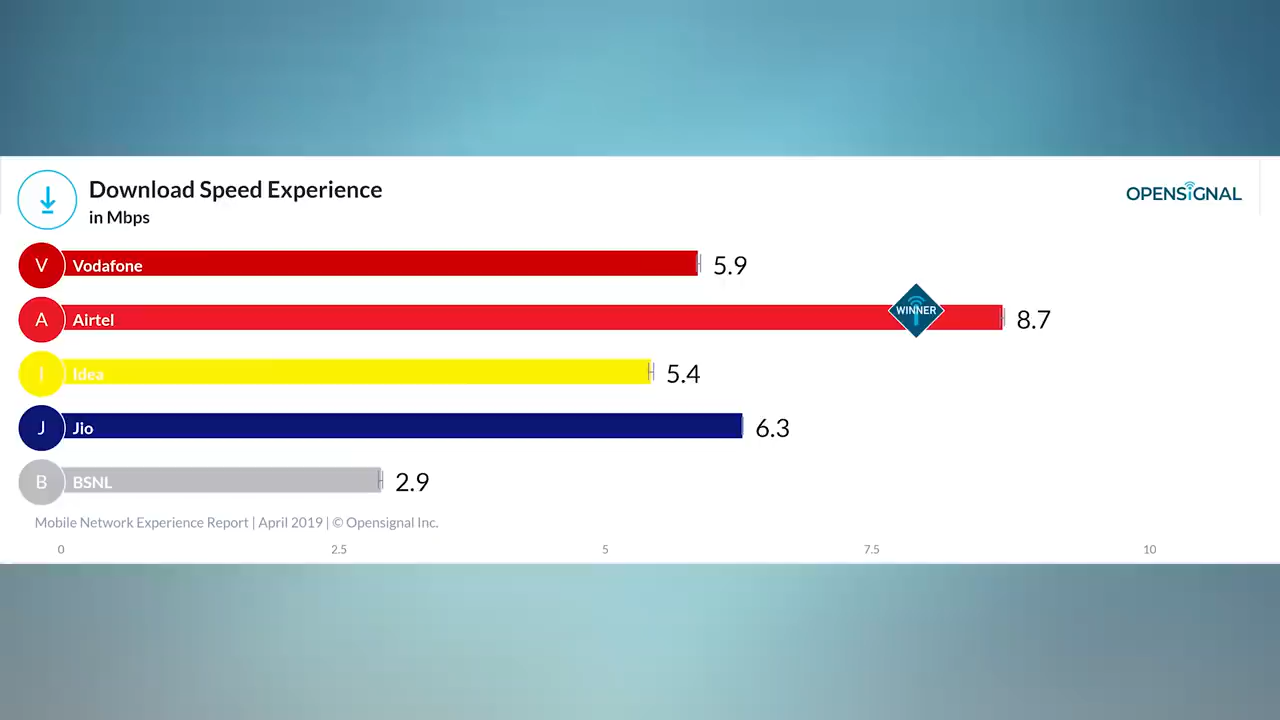 Download Speed Experience
in Mbps
OPENSIGNAL
V Vodafone 5.9
A Airtel WINNER 8.7
I Idea 5.4
J Jio 6.3
B BSNL 2.9
Mobile Network Experience Report | April 2019 | © Opensignal Inc.
0 2.5 5 7.5 10